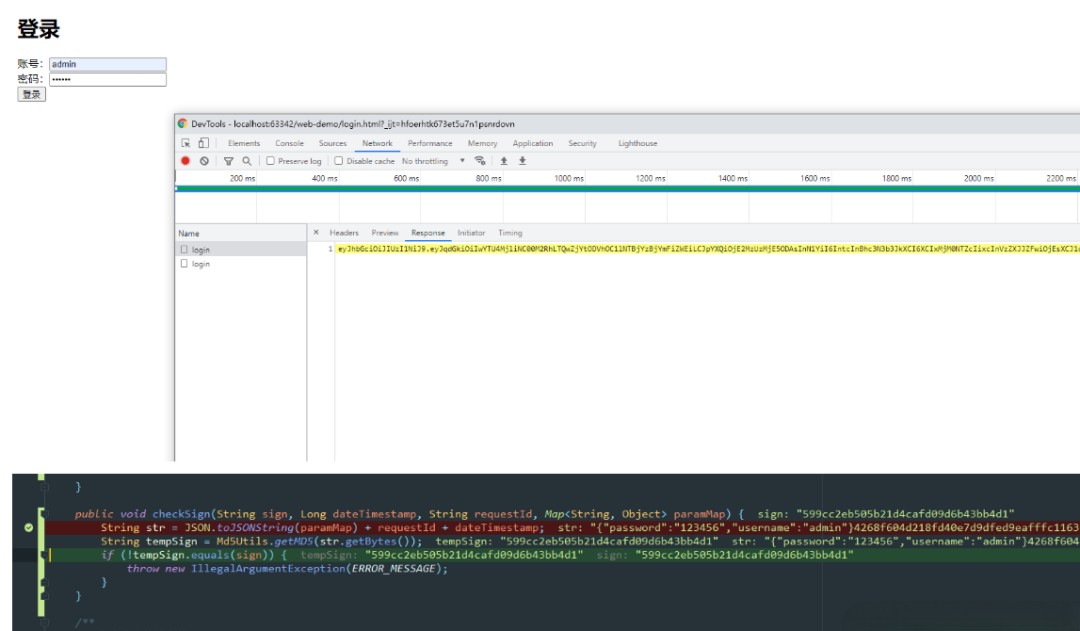 登录
账号: admin
密码: ••••••
登录
DevTools - localhost:63342/web-demo/login.html?_ijt=hfoerhtk673et5u7n1psnrdovn
Elements Console Sources Network Performance Memory Application Security Lighthouse
Preserve log Disable cache No throttling
200 ms 400 ms 600 ms 800 ms 1000 ms 1200 ms 1400 ms 1600 ms 1800 ms 2000 ms 2200 ms
Name × Headers Preview Response Initiator Timing
login 1
login
}
public void checkSign(String sign, Long dateTimestamp, String requestId, Map<String, Object> paramMap) { sign: "599cc2eb505b21d4cafd09d6b43bb4d1"
String str = JSON.toJSONString(paramMap) + requestId + dateTimestamp; str: "{"password":"123456","username":"admin"}4268f604d218fd40e7d9dfed9eafffc1163
String tempSign = Md5Utils.getMD5(str.getBytes()); tempSign: "599cc2eb505b21d4cafd09d6b43bb4d1" str: "{"password":"123456","username":"admin"}4268f604
if (!tempSign.equals(sign)) { tempSign: "599cc2eb505b21d4cafd09d6b43bb4d1" sign: "599cc2eb505b21d4cafd09d6b43bb4d1"
throw new IllegalArgumentException(ERROR_MESSAGE);
}
}
/**